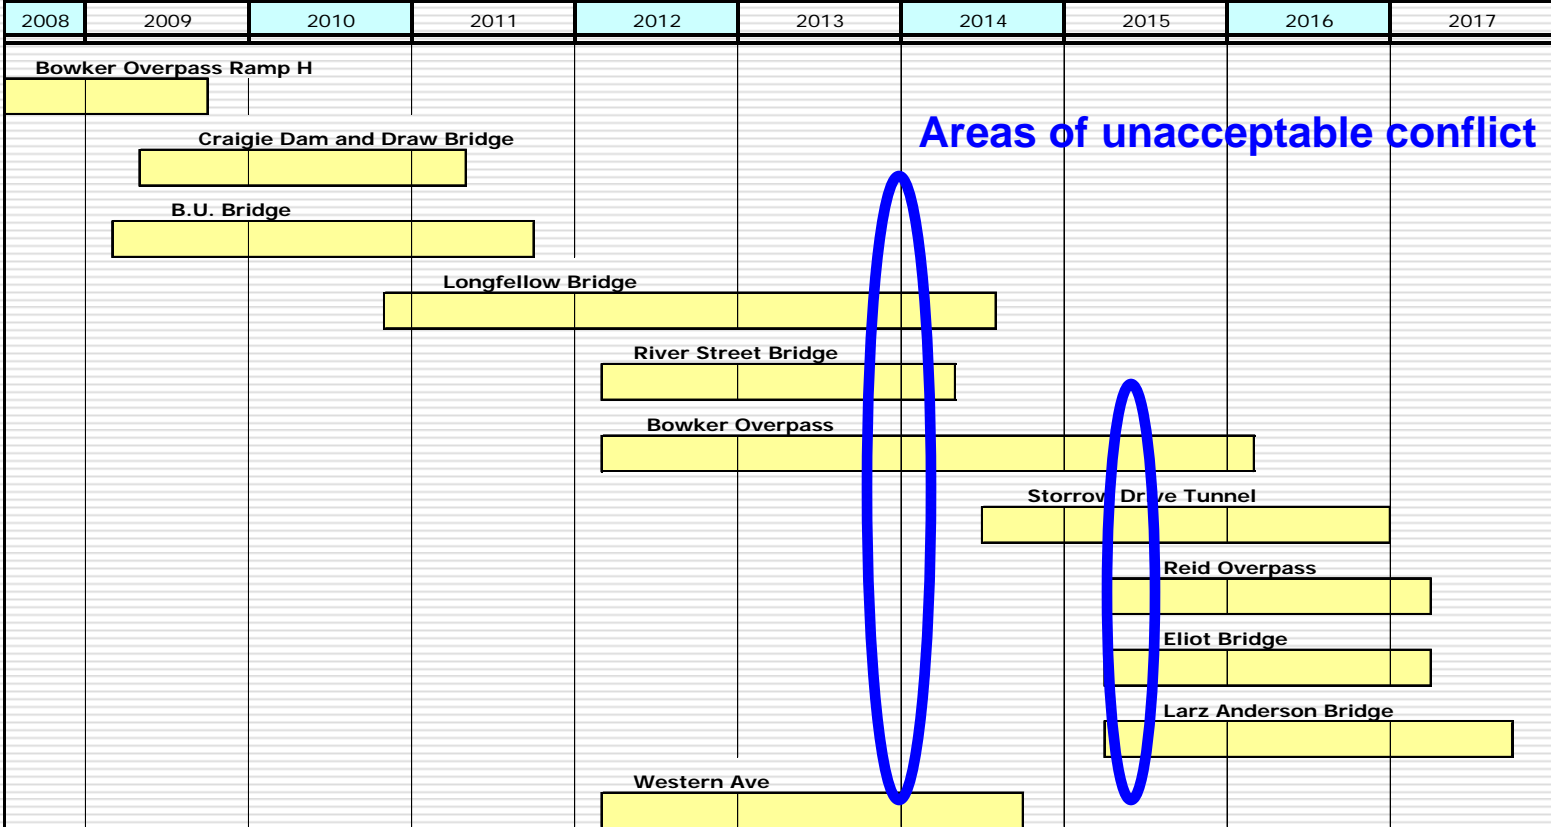 2008 2009 2010 2011 2012 2013 2014 2015 2016 2017
Bowker Overpass Ramp H
Areas of unacceptable conflict
Craigie Dam and Draw Bridge
B.U. Bridge
Longfellow Bridge
River Street Bridge
Bowker Overpass
Storrow Drive Tunnel
Reid Overpass
Eliot Bridge
Larz Anderson Bridge
Western Ave